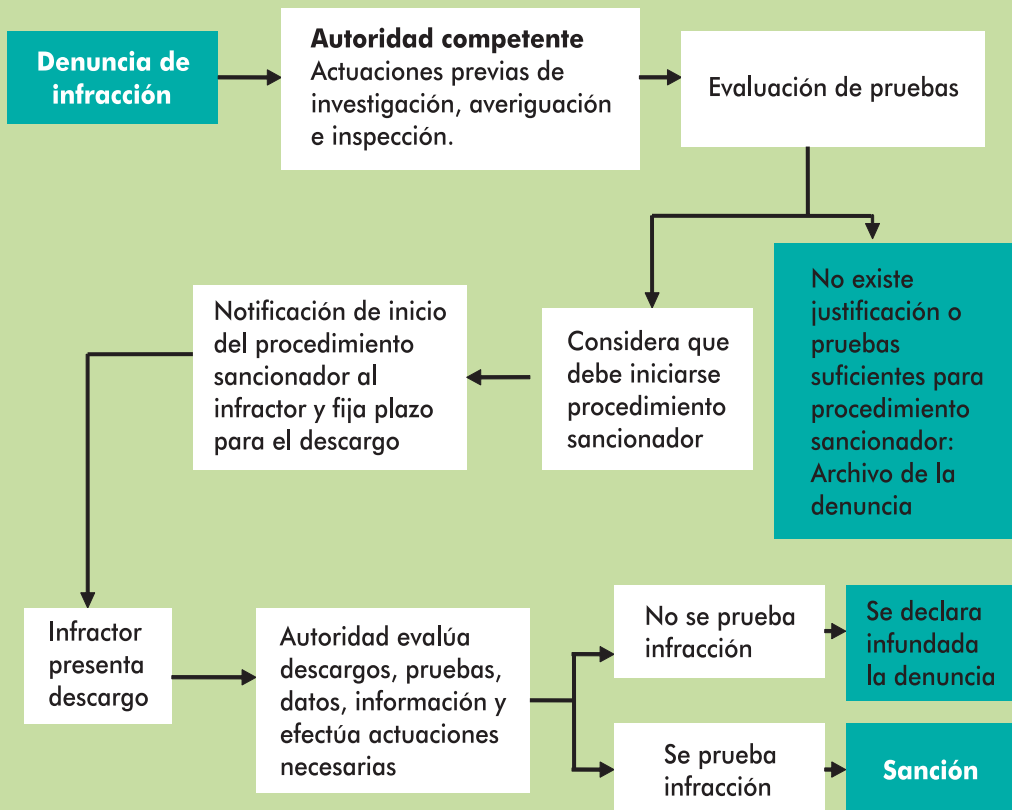 Denuncia de
infracción
Autoridad competente
Actuaciones previas de
investigación, averiguación
e inspección.
Evaluación de pruebas
No existe
justificación o
pruebas
suficientes para
procedimiento
sancionador:
Archivo de la
denuncia
Considera que
debe iniciarse
procedimiento
sancionador
Notificación de inicio
del procedimiento
sancionador al
infractor y fija plazo
para el descargo
Infractor
presenta
descargo
Autoridad evalúa
descargos, pruebas,
datos, información y
efectúa actuaciones
necesarias
No se prueba
infracción
Se declara
infundada
la denuncia
Se prueba
infracción
Sanción